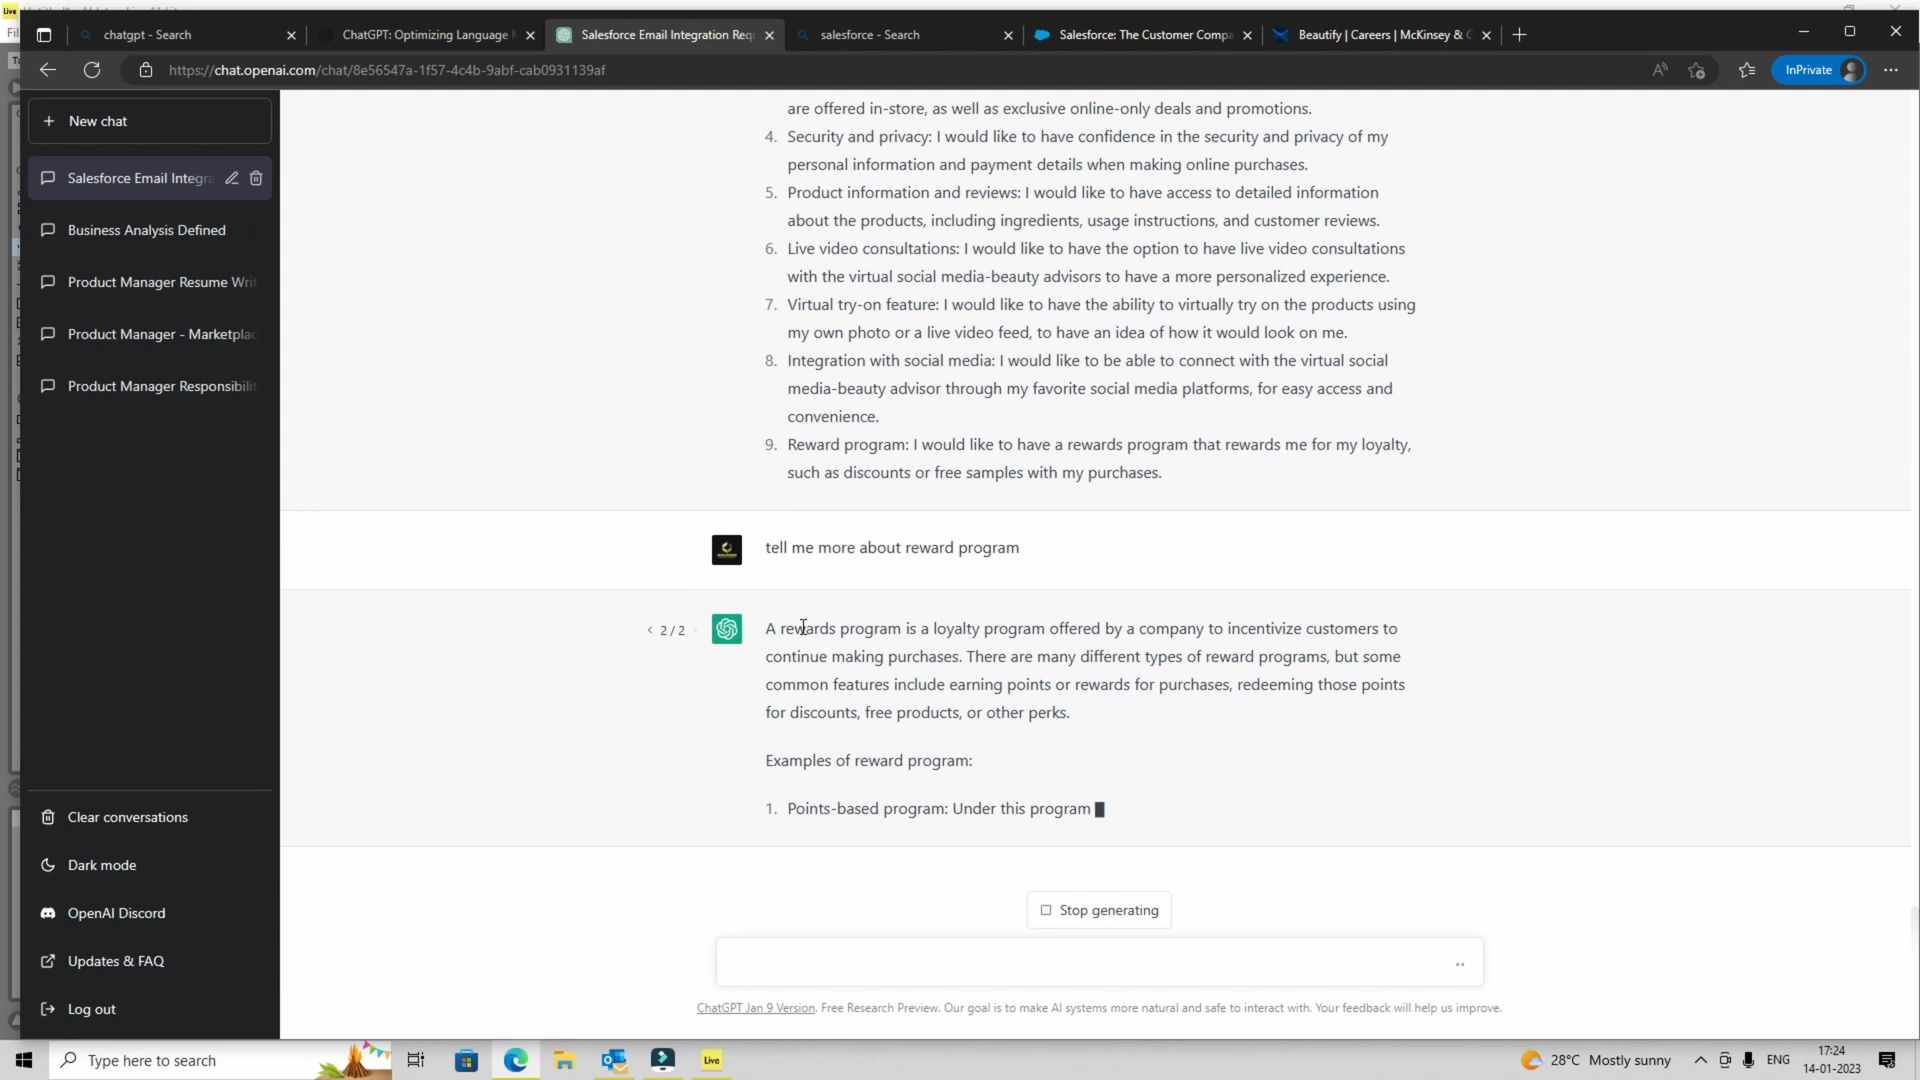 Live
chatgpt - Search
ChatGPT: Optimizing Language
Salesforce Email Integration Req
salesforce - Search
Salesforce: The Customer Comp
Beautify | Careers | McKinsey & C
https://chat.openai.com/chat/8e56547a-1f57-4c4b-9abf-cab0931139af
InPrivate
New chat
Salesforce Email Integra
Business Analysis Defined
Product Manager Resume Writ
Product Manager - Marketplac
Product Manager Responsibilit
Clear conversations
Dark mode
OpenAI Discord
Updates & FAQ
Log out
are offered in-store, as well as exclusive online-only deals and promotions.
4. Security and privacy: I would like to have confidence in the security and privacy of my
personal information and payment details when making online purchases.
5. Product information and reviews: I would like to have access to detailed information
about the products, including ingredients, usage instructions, and customer reviews.
6. Live video consultations: I would like to have the option to have live video consultations
with the virtual social media-beauty advisors to have a more personalized experience.
7. Virtual try-on feature: I would like to have the ability to virtually try on the products using
my own photo or a live video feed, to have an idea of how it would look on me.
8. Integration with social media: I would like to be able to connect with the virtual social
media-beauty advisor through my favorite social media platforms, for easy access and
convenience.
9. Reward program: I would like to have a rewards program that rewards me for my loyalty,
such as discounts or free samples with my purchases.
tell me more about reward program
< 2 / 2 >
A rewards program is a loyalty program offered by a company to incentivize customers to
continue making purchases. There are many different types of reward programs, but some
common features include earning points or rewards for purchases, redeeming those points
for discounts, free products, or other perks.
Examples of reward program:
1. Points-based program: Under this program
Stop generating
ChatGPT Jan 9 Version. Free Research Preview. Our goal is to make AI systems more natural and safe to interact with. Your feedback will help us improve.
Type here to search
Live
28°C Mostly sunny
ENG
17:24
14-01-2023